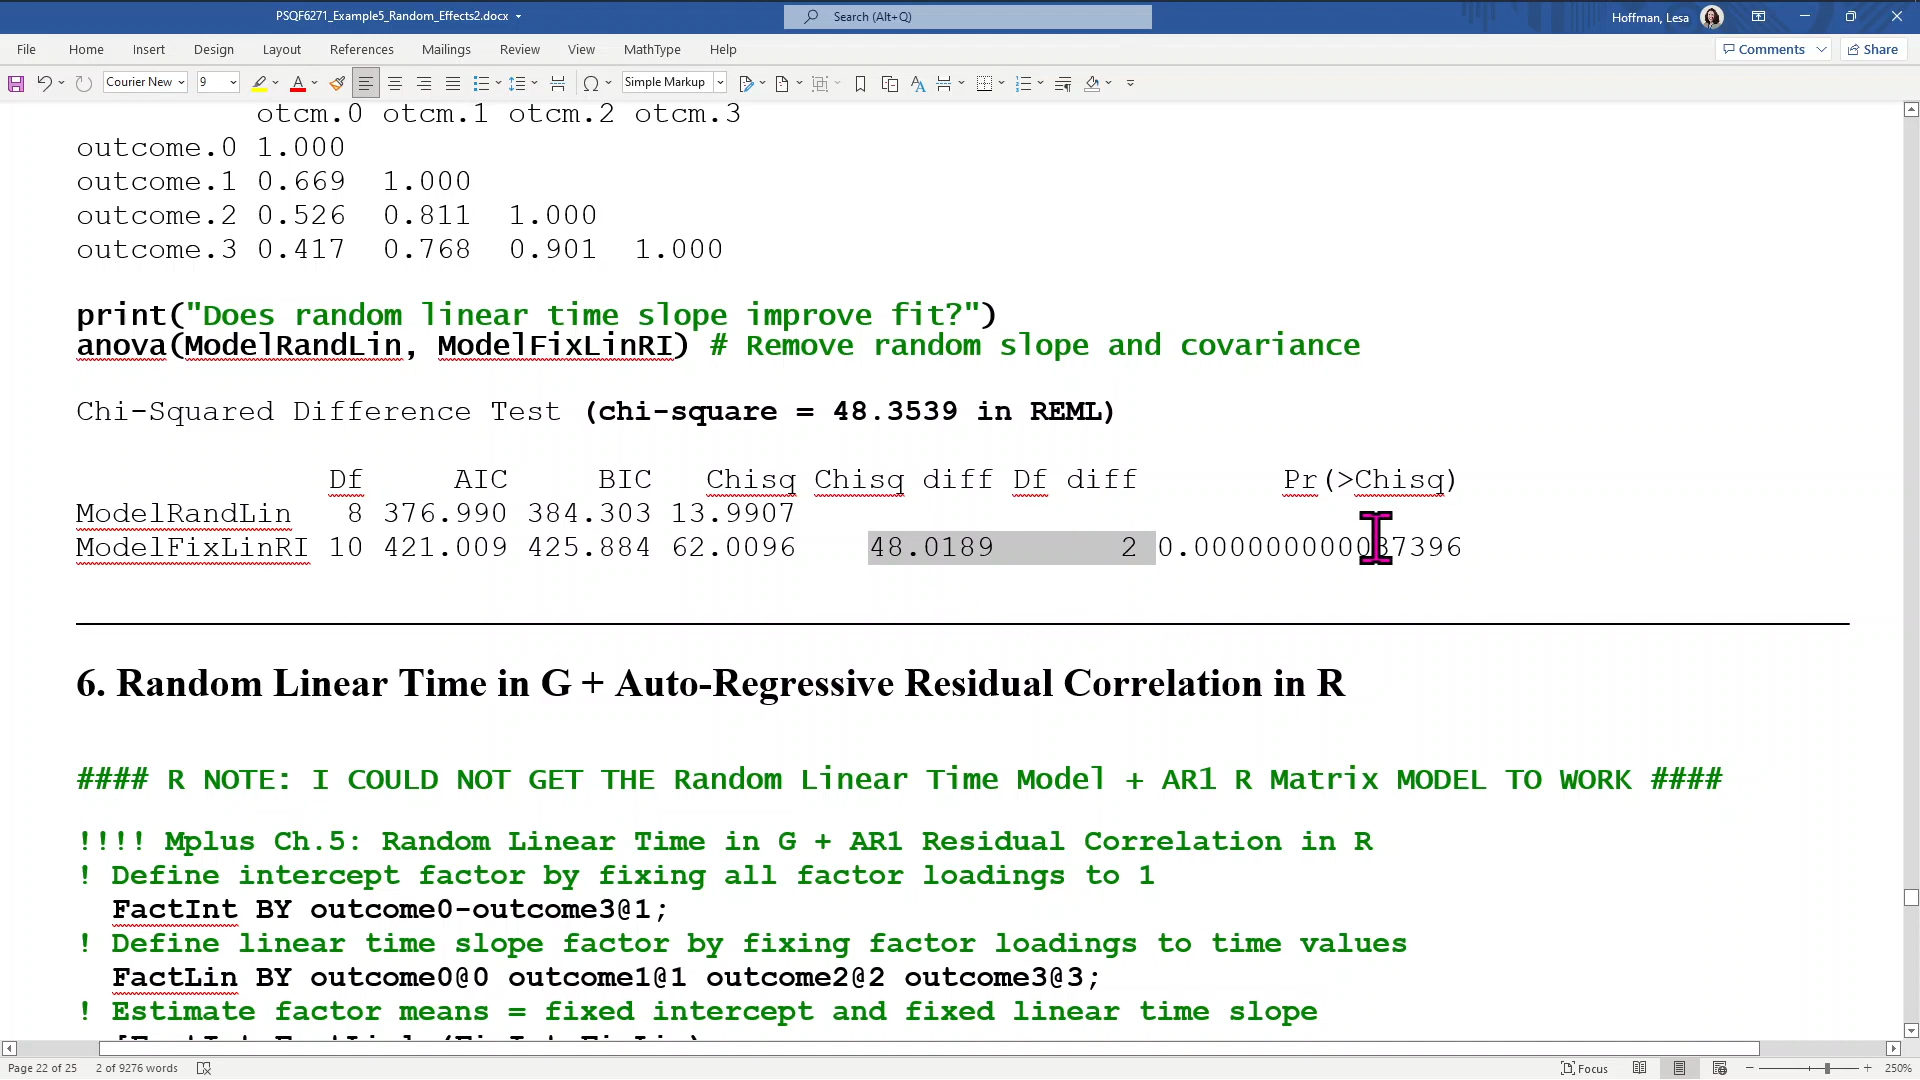 PSQF6271_Example5_Random_Effects2.docx
Search (Alt+Q)
Hoffman, Lesa
File Home Insert Design Layout References Mailings Review View MathType Help
Comments Share
Courier New 9 Simple Markup
otcm.0 otcm.1 otcm.2 otcm.3
outcome.0 1.000
outcome.1 0.669 1.000
outcome.2 0.526 0.811 1.000
outcome.3 0.417 0.768 0.901 1.000
print("Does random linear time slope improve fit?")
anova(ModelRandLin, ModelFixLinRI) # Remove random slope and covariance
Chi-Squared Difference Test (chi-square = 48.3539 in REML)
Df AIC BIC Chisq Chisq diff Df diff Pr(>Chisq)
ModelRandLin 8 376.990 384.303 13.9907
ModelFixLinRI 10 421.009 425.884 62.0096 48.0189 2
6. Random Linear Time in G + Auto-Regressive Residual Correlation in R
#### R NOTE: I COULD NOT GET THE Random Linear Time Model + AR1 R Matrix MODEL TO WORK ####
!!!! Mplus Ch.5: Random Linear Time in G + AR1 Residual Correlation in R
! Define intercept factor by fixing all factor loadings to 1
FactInt BY outcome0-outcome3@1;
! Define linear time slope factor by fixing factor loadings to time values
FactLin BY outcome0@0 outcome1@1 outcome2@2 outcome3@3;
! Estimate factor means = fixed intercept and fixed linear time slope
Page 22 of 25 2 of 9276 words
Focus
250%